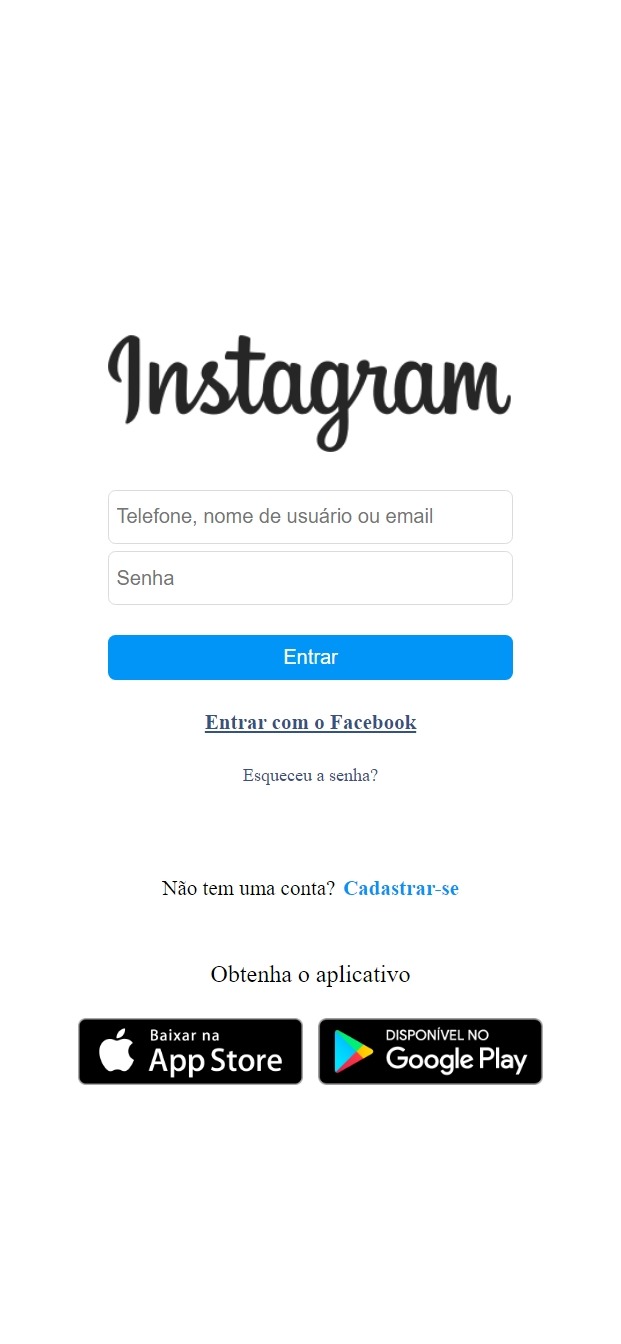 Instagram
Telefone, nome de usuário ou email
Senha
Entrar
Entrar com o Facebook
Esqueceu a senha?
Não tem uma conta? Cadastrar-se
Obtenha o aplicativo
Baixar na
App Store
DISPONÍVEL NO
Google Play